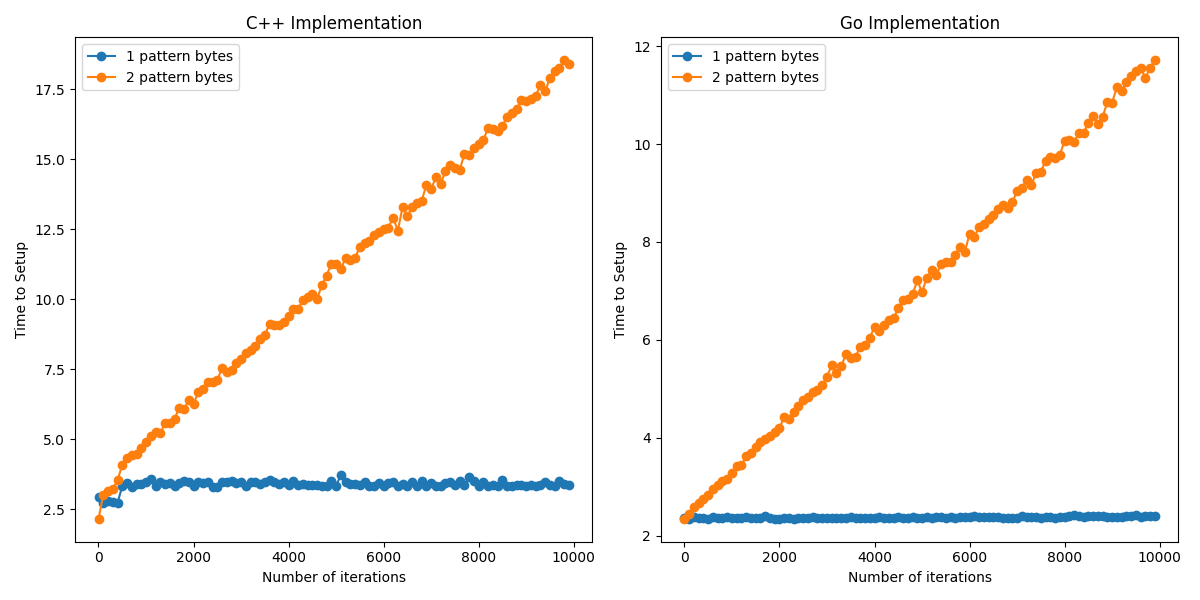 C++ Implementation
1 pattern bytes
2 pattern bytes
17.5
15.0
12.5
10.0
7.5
5.0
2.5
Time to Setup
0 2000 4000 6000 8000 10000
Number of iterations
Go Implementation
1 pattern bytes
2 pattern bytes
12
10
8
6
4
2
Time to Setup
0 2000 4000 6000 8000 10000
Number of iterations